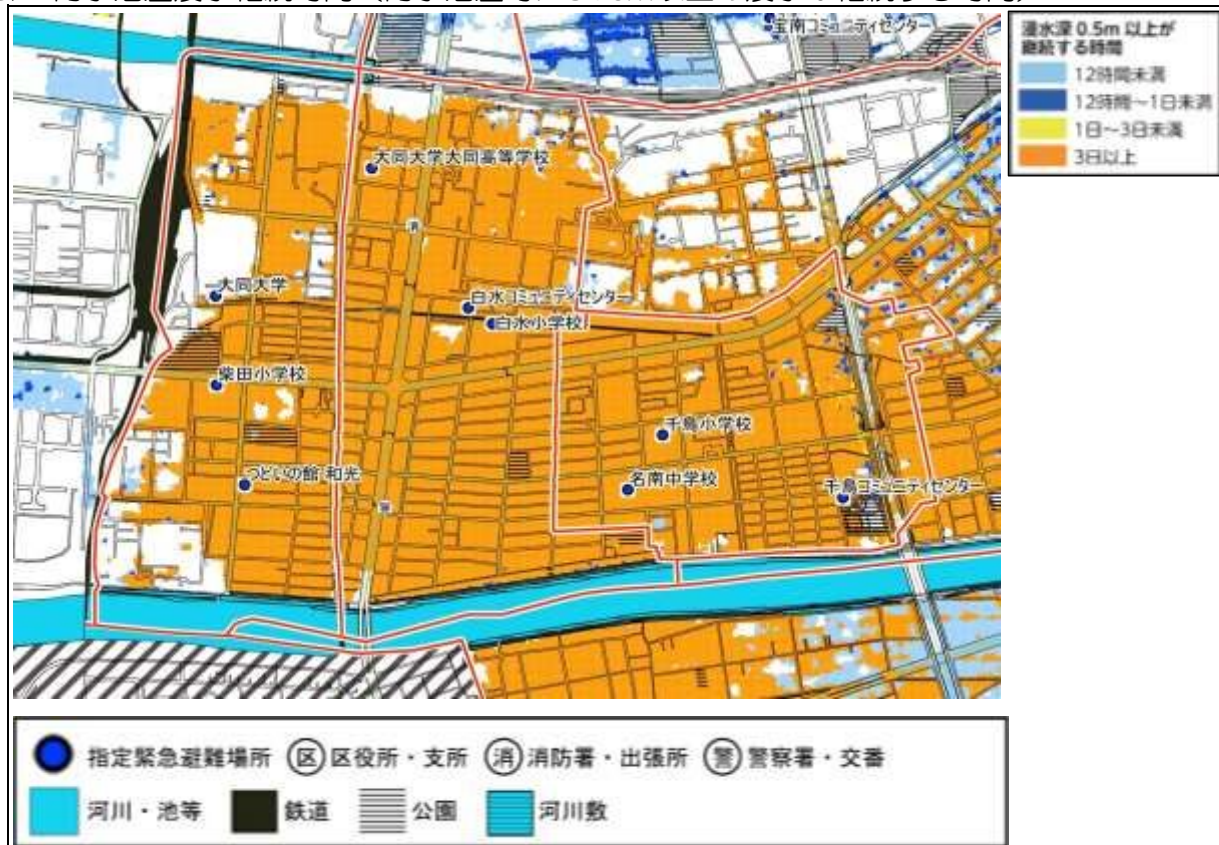 宝南コミュニティセンター
浸水深 0.5m 以上が
継続する時間
12時間未満
12時間～1日未満
1日～3日未満
3日以上
大同大学大同高等学校
消
大同大学
白水コミュニティセンター
白水小学校
柴田小学校
千鳥小学校
つどいの館 和光
名南中学校
千鳥コミュニティセンター
指定緊急避難場所 区 区役所・支所 消 消防署・出張所 警 警察署・交番
河川・池等 鉄道 公園 河川敷